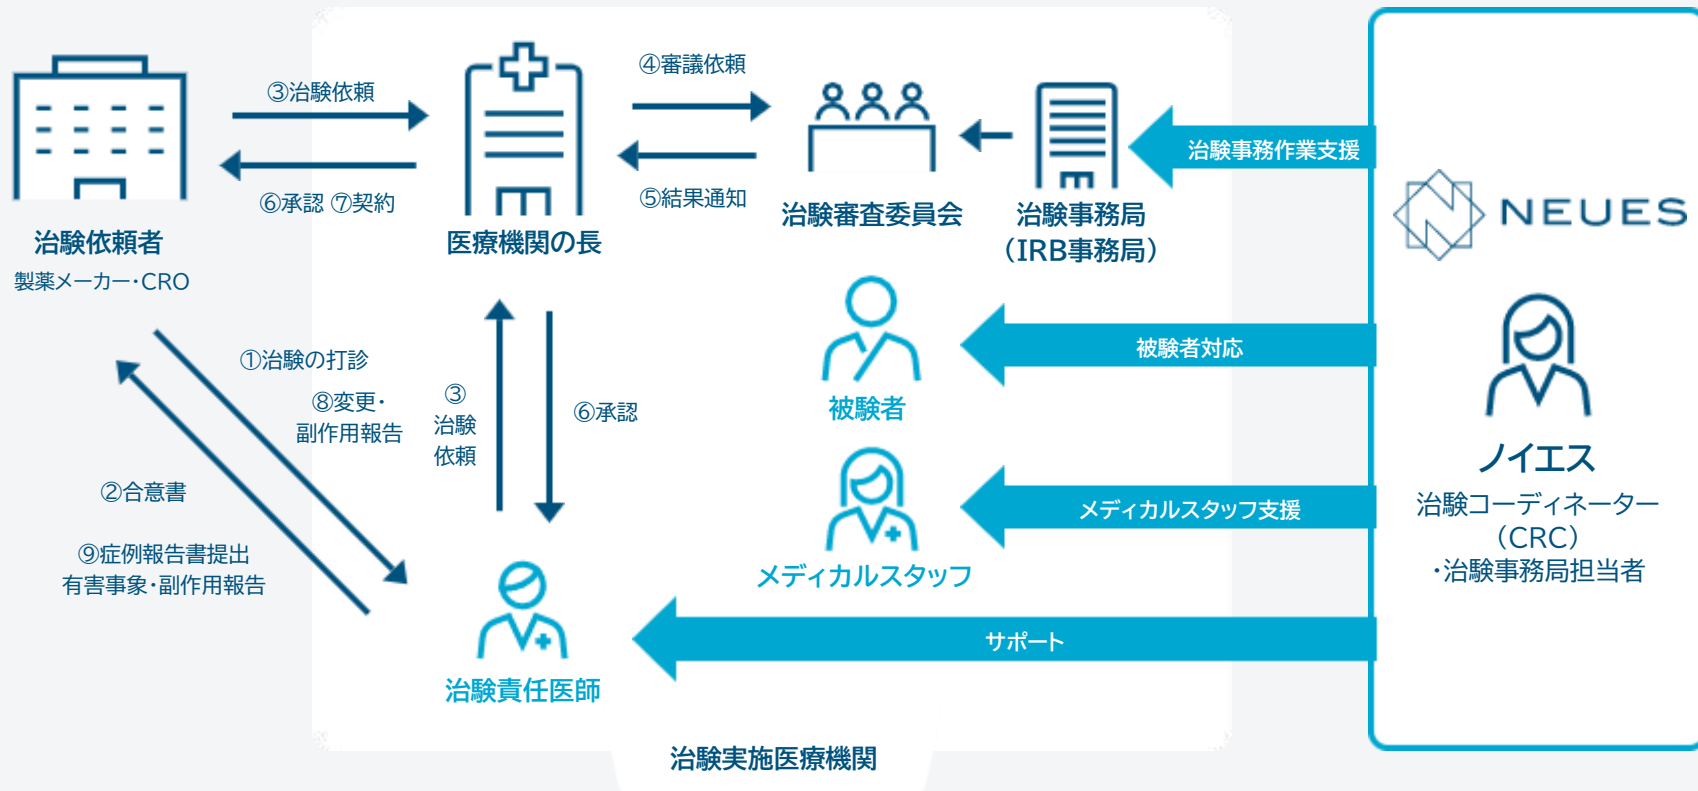 ③治験依頼
⑥承認 ⑦契約
治験依頼者
製薬メーカー・CRO
医療機関の長
④審議依頼
⑤結果通知
治験審査委員会
治験事務局
（IRB事務局）
治験事務作業支援
NEUES
①治験の打診
⑧変更・
副作用報告
②合意書
⑨症例報告書提出
有害事象・副作用報告
③
治験
依頼
⑥承認
被験者
被験者対応
メディカルスタッフ
メディカルスタッフ支援
治験責任医師
サポート
ノイエス
治験コーディネーター
（CRC）
・治験事務局担当者
治験実施医療機関